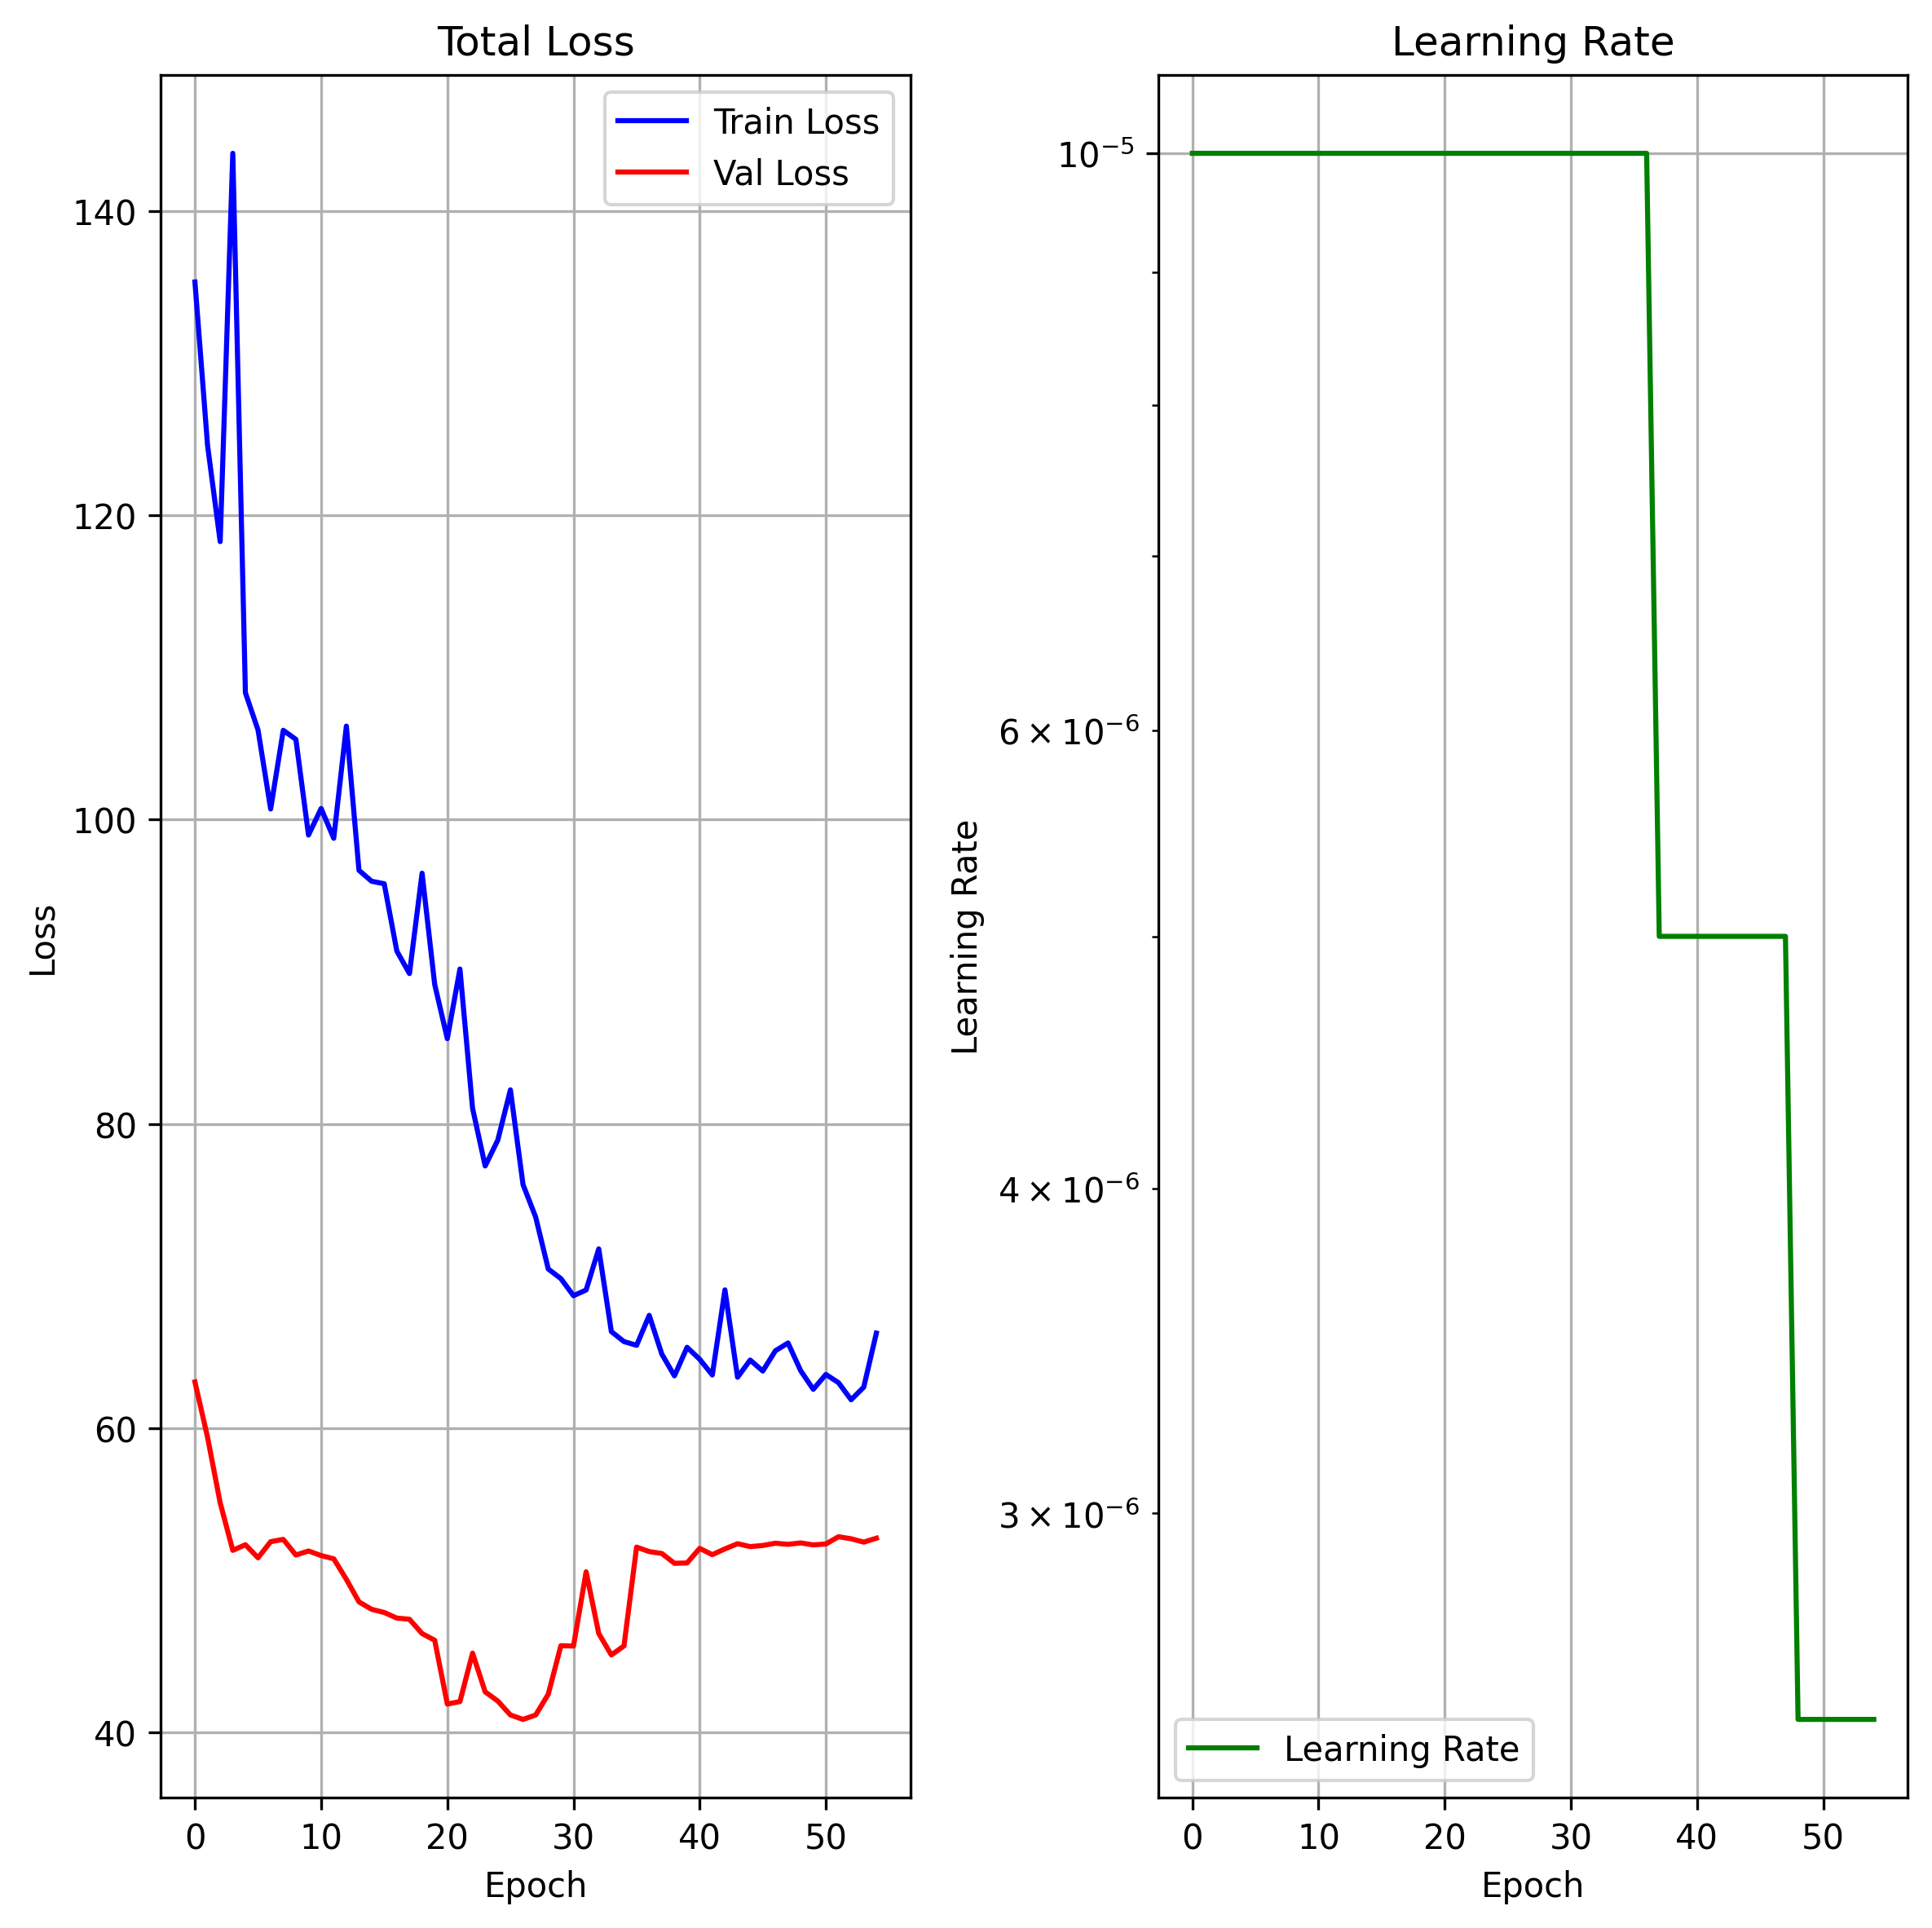 Total Loss
Train Loss
Val Loss
140
120
100
80
60
40
Loss
0 10 20 30 40 50
Epoch
Learning Rate
10⁻⁵
6 × 10⁻⁶
4 × 10⁻⁶
3 × 10⁻⁶
Learning Rate
Learning Rate
0 10 20 30 40 50
Epoch